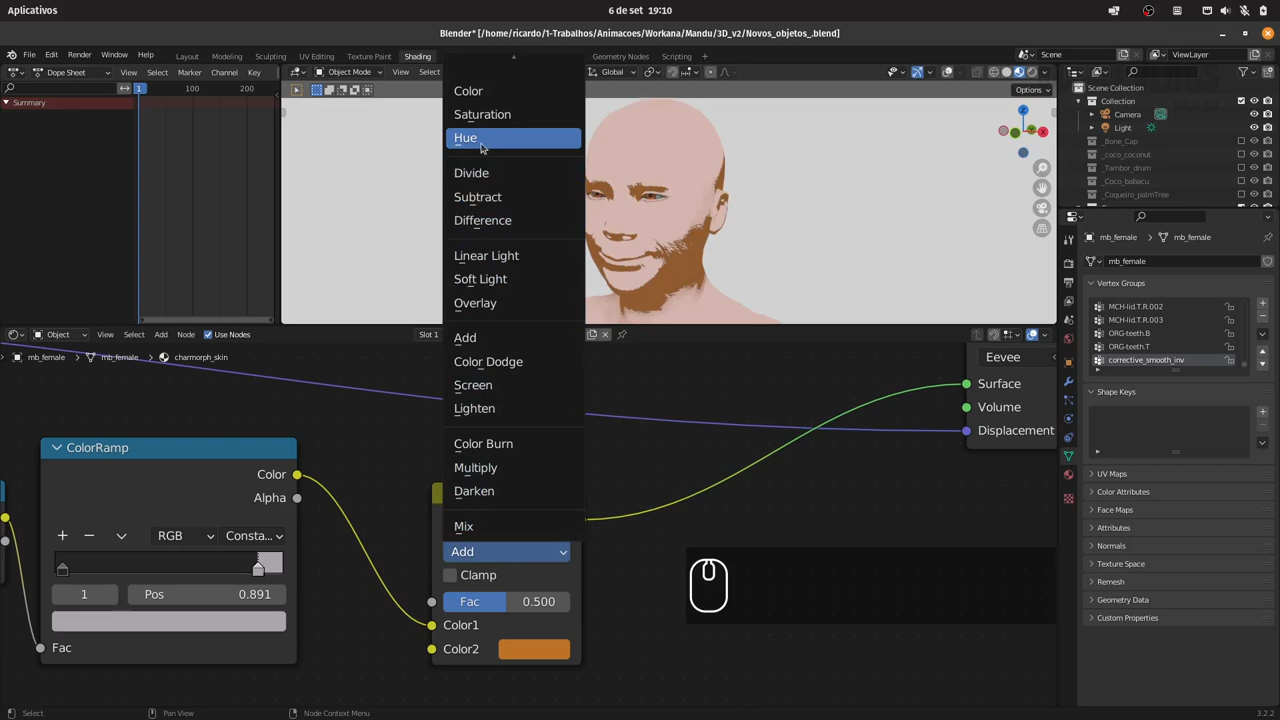 Aplicativos
6 de set 19:10
Blender* [/home/ricardo/1-Trabalhos/Animacoes/Workana/Mandu/3D_v2/Novos_objetos_.blend]
File Edit Render Window Help
Layout Modeling Sculpting UV Editing Texture Paint Shading Geometry Nodes
Scene ViewLayer
Dope Sheet View Select Marker Channel Key
Object Mode View Select Global
1 100 200
Options
Summary
Scene Collection
Collection
Camera
Light
_Bone_Cap
_coco_coconut
_Tambor_drum
_Coco_babacu
_Coqueiro_palmTree
Color
Saturation
Hue
Divide
Subtract
Difference
Linear Light
Soft Light
Overlay
Add
Color Dodge
Screen
Lighten
Color Burn
Multiply
Darken
Mix
Add
Clamp
Fac 0.500
Color1
Color2
mb_female mb_female
mb_female
Vertex Groups
MCH-lid.T.R.002
MCH-lid.T.R.003
ORG-teeth.B
ORG-teeth.T
corrective_smooth_inv
Shape Keys
UV Maps
Color Attributes
Face Maps
Attributes
Normals
Texture Space
Remesh
Geometry Data
Custom Properties
Object View Select Add Node Use Nodes Slot 1
mb_female mb_female charmorph_skin
Eevee
Surface
Volume
Displacement
ColorRamp
Color
Alpha
RGB Consta..
1 Pos 0.891
Fac
Select Pan View Node Context Menu
3.2.2